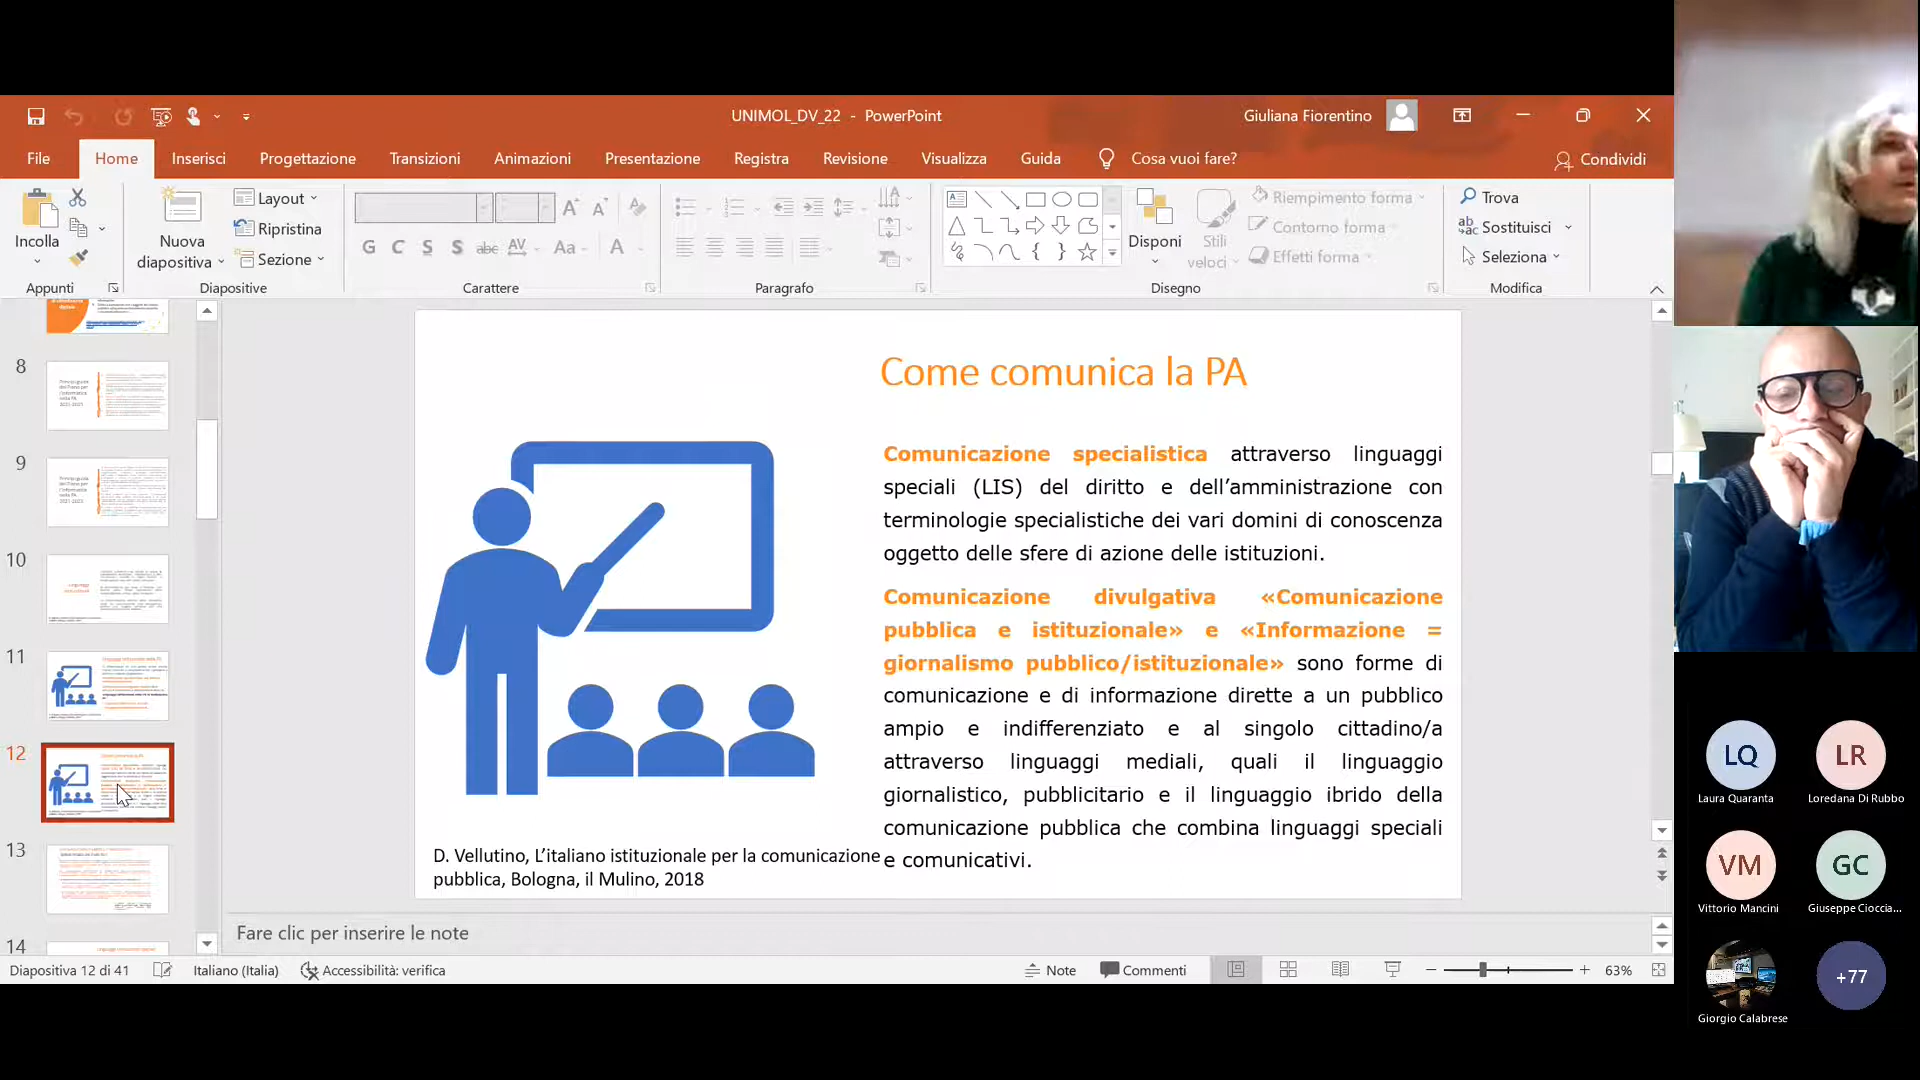 UNIMOL_DV_22 - PowerPoint
Giuliana Fiorentino
File Home Inserisci Progettazione Transizioni Animazioni Presentazione Registra Revisione Visualizza Guida Cosa vuoi fare? Condividi
Incolla
Nuova diapositiva
Layout
Ripristina
Sezione
G C S S abc AV Aa A
Disponi
Stili veloci
Riempimento forma
Contorno forma
Effetti forma
Trova
Sostituisci
Seleziona
Appunti Diapositive Carattere Paragrafo Disegno Modifica
8
9
10
11
12
13
14
Come comunica la PA
Comunicazione specialistica attraverso linguaggi
speciali (LIS) del diritto e dell’amministrazione con
terminologie specialistiche dei vari domini di conoscenza
oggetto delle sfere di azione delle istituzioni.
Comunicazione divulgativa «Comunicazione
pubblica e istituzionale» e «Informazione =
giornalismo pubblico/istituzionale» sono forme di
comunicazione e di informazione dirette a un pubblico
ampio e indifferenziato e al singolo cittadino/a
attraverso linguaggi mediali, quali il linguaggio
giornalistico, pubblicitario e il linguaggio ibrido della
comunicazione pubblica che combina linguaggi speciali
e comunicativi.
D. Vellutino, L’italiano istituzionale per la comunicazione
pubblica, Bologna, il Mulino, 2018
Fare clic per inserire le note
Diapositiva 12 di 41 Italiano (Italia) Accessibilità: verifica Note Commenti 63%
LQ
Laura Quaranta
LR
Loredana Di Rubbo
VM
Vittorio Mancini
GC
Giuseppe Cioccia...
Giorgio Calabrese
+77